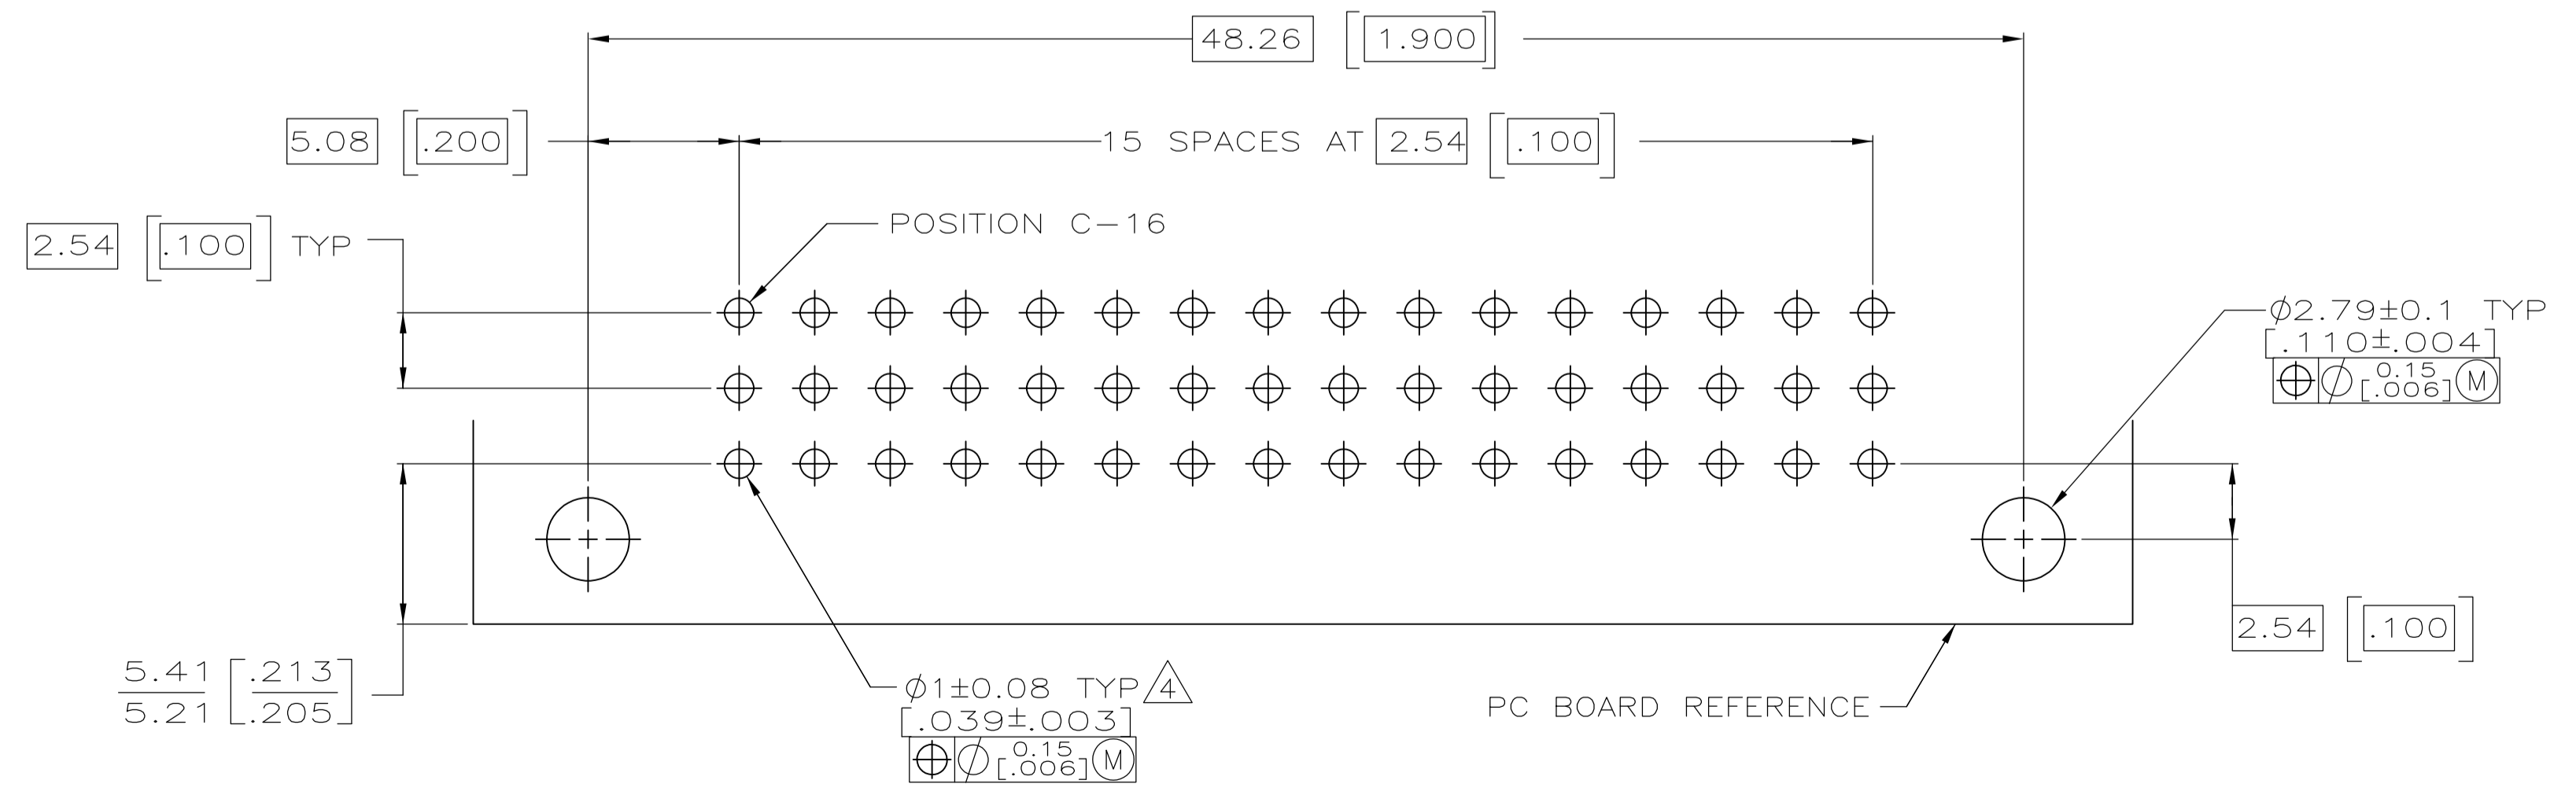 48.26 [1.900]
5.08 [.200]
15 SPACES AT 2.54 [.100]
2.54 [.100] TYP
POSITION C-16
⌀2.79±0.1 TYP
[.110±.004]
⌖ ⌀ 0.15 [.006] Ⓜ
5.41 [.213]
5.21 [.205]
⌀1±0.08 TYP 4
[.039±.003]
⌖ ⌀ 0.15 [.006] Ⓜ
2.54 [.100]
PC BOARD REFERENCE